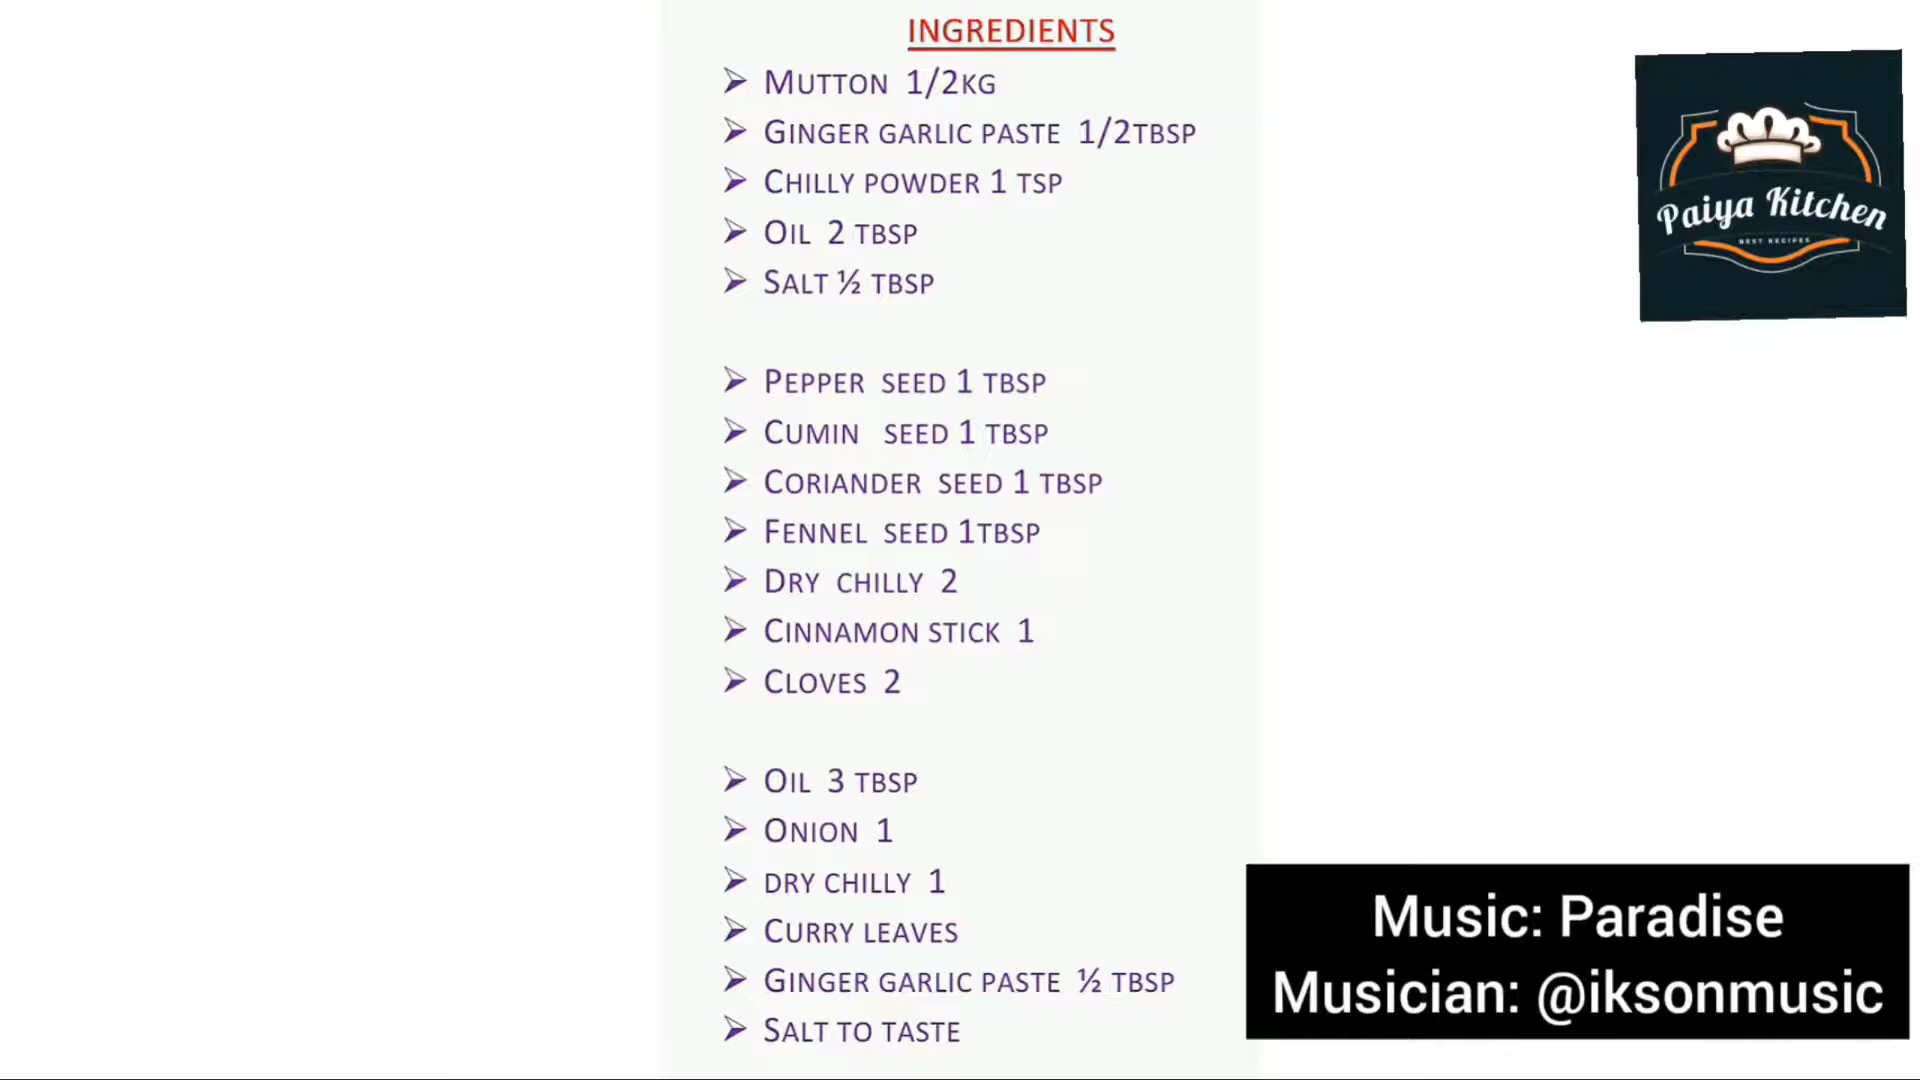 INGREDIENTS
MUTTON 1/2KG
GINGER GARLIC PASTE 1/2TBSP
CHILLY POWDER 1 TSP
OIL 2 TBSP
SALT ½ TBSP
PEPPER SEED 1 TBSP
CUMIN SEED 1 TBSP
CORIANDER SEED 1 TBSP
FENNEL SEED 1TBSP
DRY CHILLY 2
CINNAMON STICK 1
CLOVES 2
OIL 3 TBSP
ONION 1
DRY CHILLY 1
CURRY LEAVES
GINGER GARLIC PASTE ½ TBSP
SALT TO TASTE
Paiya Kitchen
BEST RECIPES
Music: Paradise
Musician: @iksonmusic